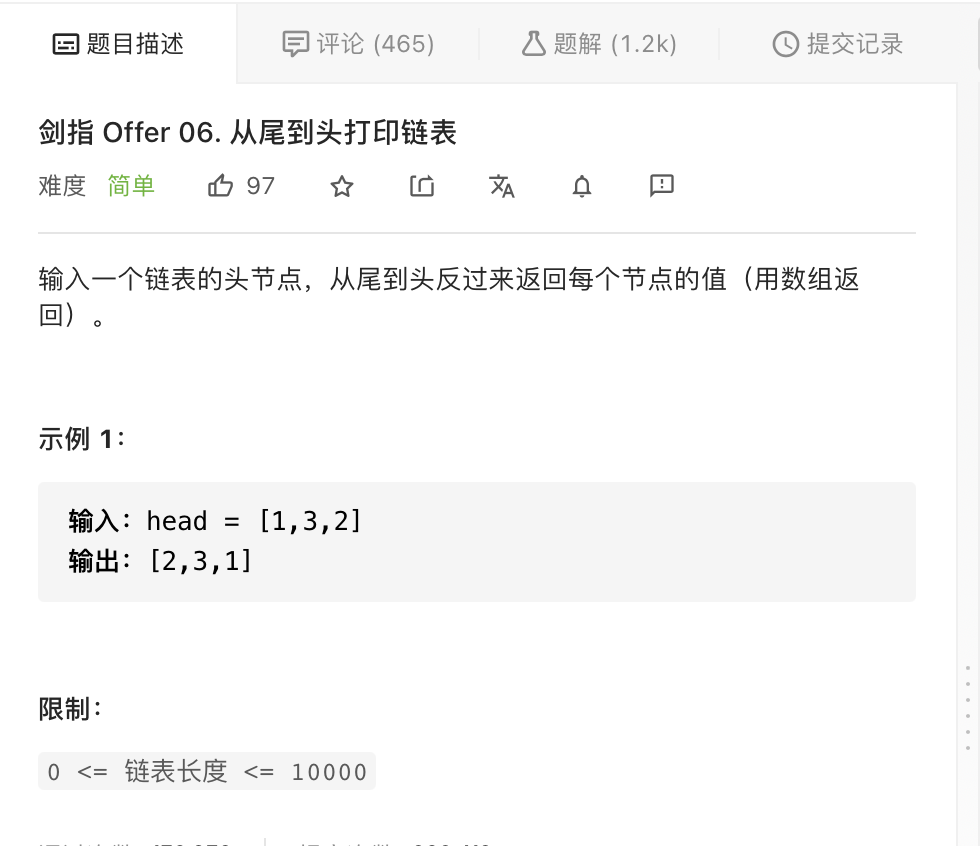 题目描述 评论 (465) 题解 (1.2k) 提交记录
剑指 Offer 06. 从尾到头打印链表
难度 简单 97
输入一个链表的头节点，从尾到头反过来返回每个节点的值（用数组返
回）。
示例 1：
输入：head = [1,3,2]
输出：[2,3,1]
限制：
0 <= 链表长度 <= 10000